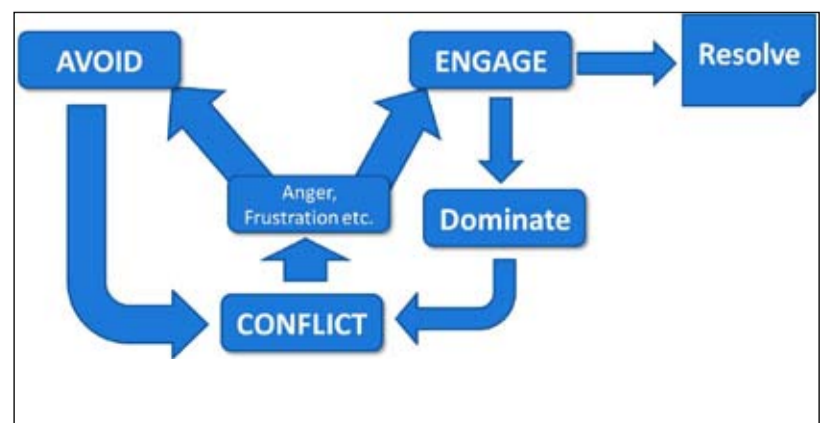 AVOID
ENGAGE
Resolve
Anger,
Frustration etc.
Dominate
CONFLICT